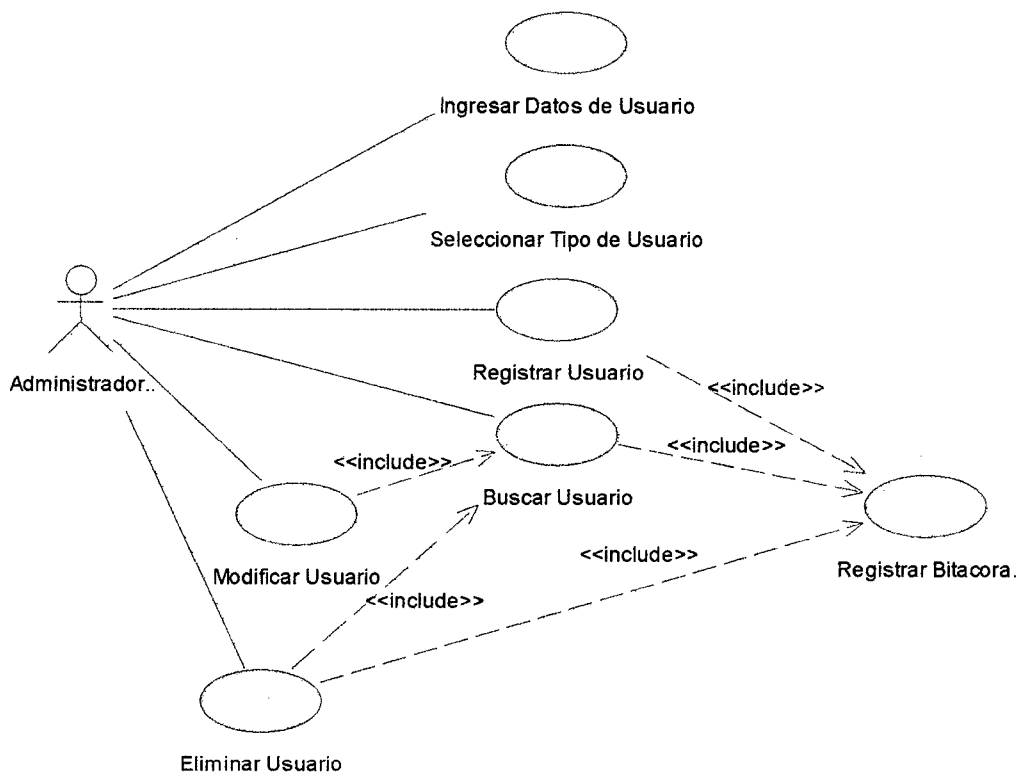 Ingresar Datos de Usuario
Seleccionar Tipo de Usuario
Administrador..
Registrar Usuario
<<include>>
<<include>>
<<include>>
Buscar Usuario
Modificar Usuario
<<include>>
<<include>>
Registrar Bitacora.
Eliminar Usuario